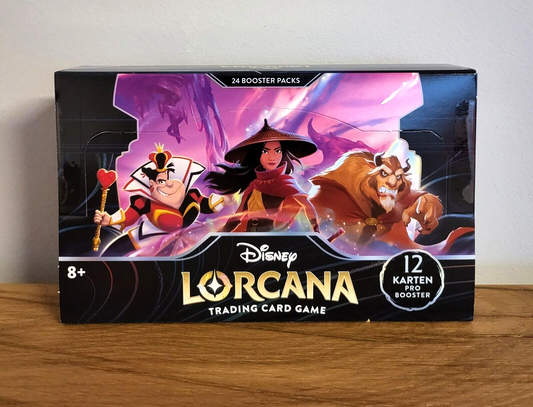 24 BOOSTER PACKS
Disney
LORCANA
TRADING CARD GAME
8+
12
KARTEN
PRO
BOOSTER